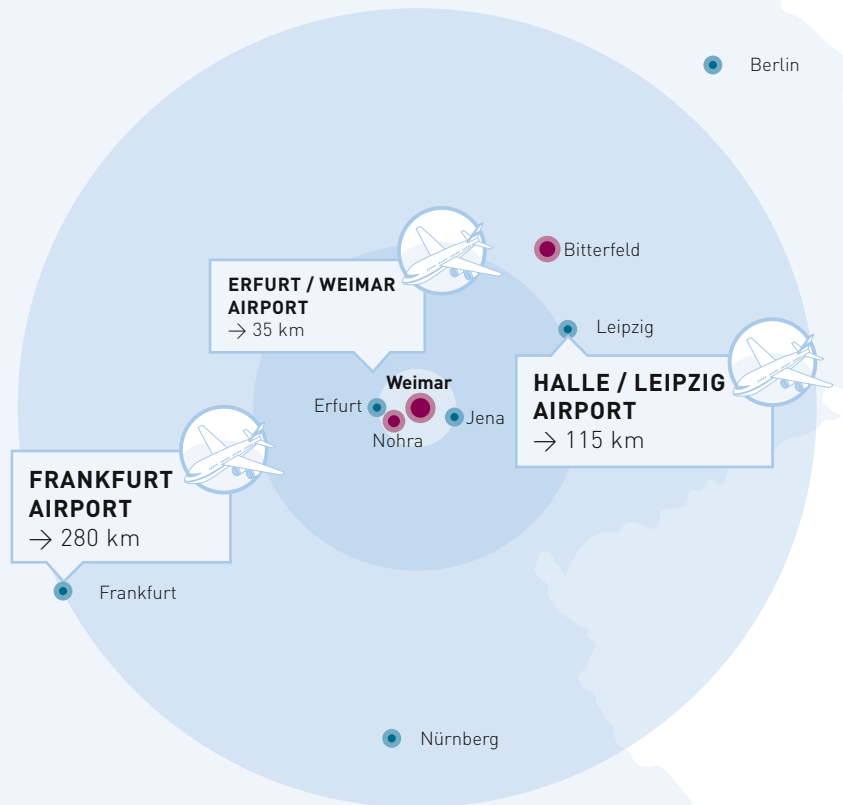 Berlin
Bitterfeld
ERFURT / WEIMAR
AIRPORT
→ 35 km
Leipzig
HALLE / LEIPZIG
AIRPORT
→ 115 km
Weimar
Erfurt
Jena
Nohra
FRANKFURT
AIRPORT
→ 280 km
Frankfurt
Nürnberg